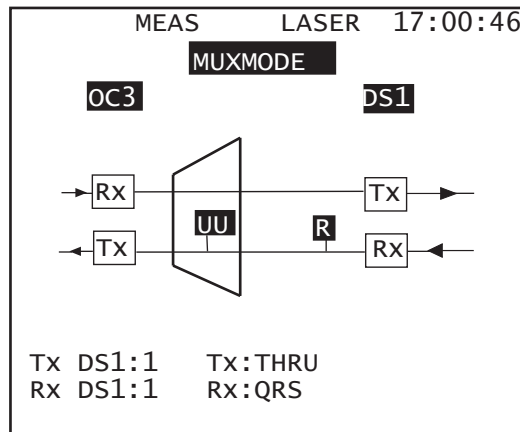 MEAS LASER 17:00:46
MUXMODE
OC3 DS1
Rx Tx
UU R
Tx Rx
Tx DS1:1 Tx:THRU
Rx DS1:1 Rx:QRS